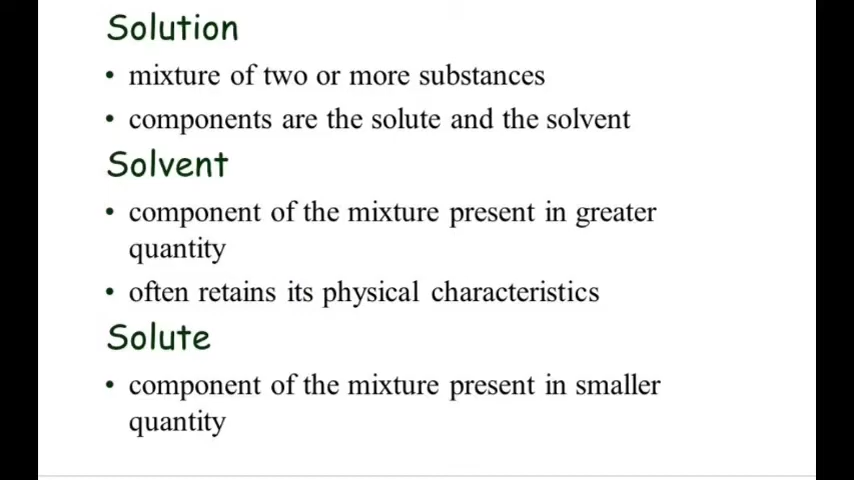 Solution
• mixture of two or more substances
• components are the solute and the solvent
Solvent
• component of the mixture present in greater
quantity
• often retains its physical characteristics
Solute
• component of the mixture present in smaller
quantity